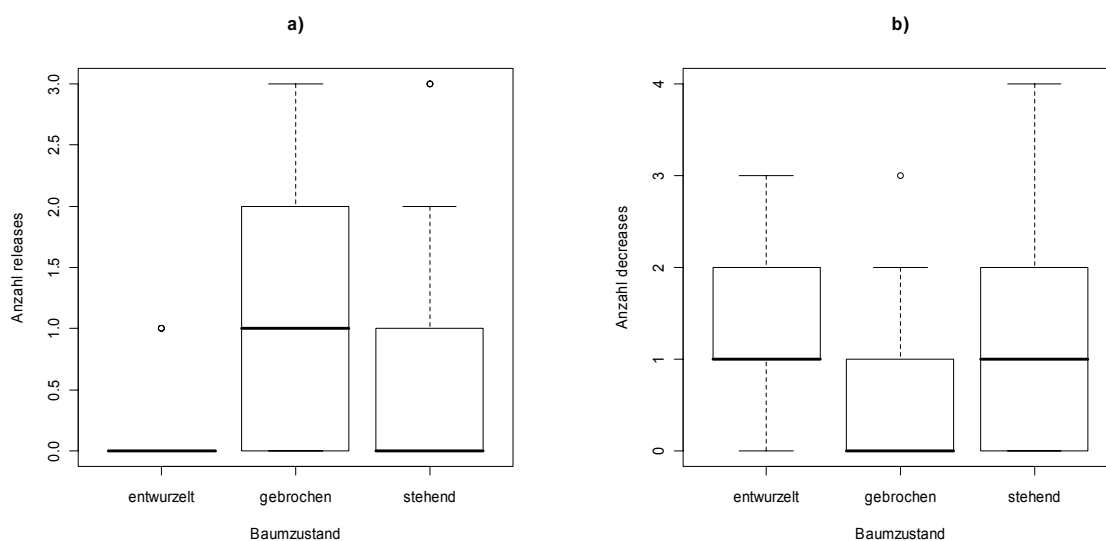 a)
Anzahl releases
3.0
2.5
2.0
1.5
1.0
0.5
0.0
entwurzelt gebrochen stehend
Baumzustand
b)
Anzahl decreases
4
3
2
1
0
entwurzelt gebrochen stehend
Baumzustand